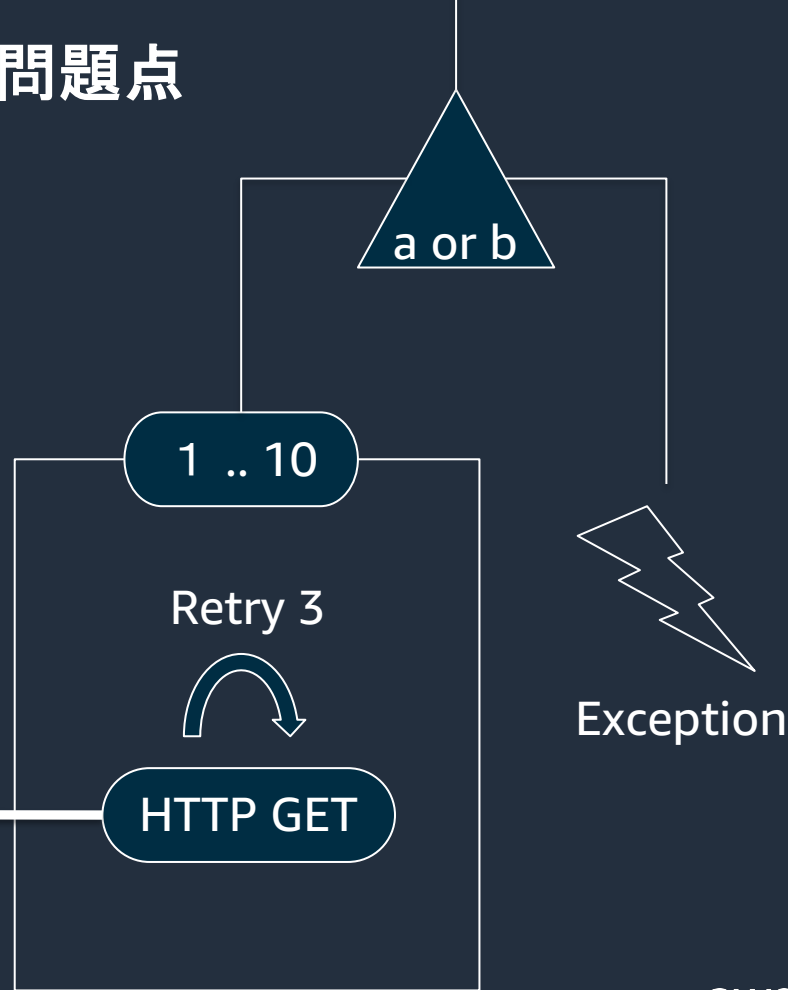 問題点
a or b
1 .. 10
Retry 3
Exception
HTTP GET